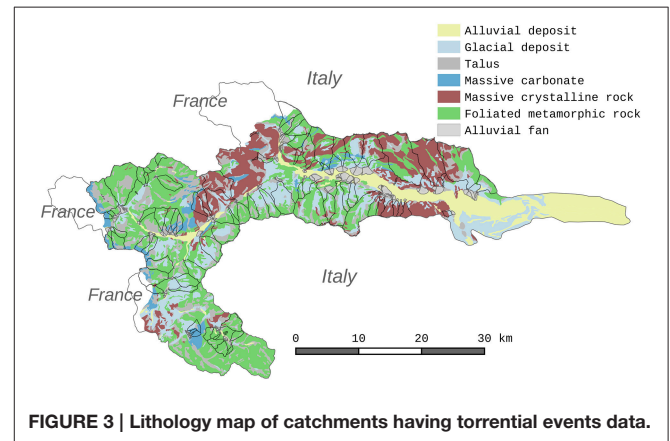 Alluvial deposit
Glacial deposit
Talus
Massive carbonate
Massive crystalline rock
Foliated metamorphic rock
Alluvial fan
Italy
France
France
Italy
France
0 10 20 30 km
FIGURE 3 | Lithology map of catchments having torrential events data.